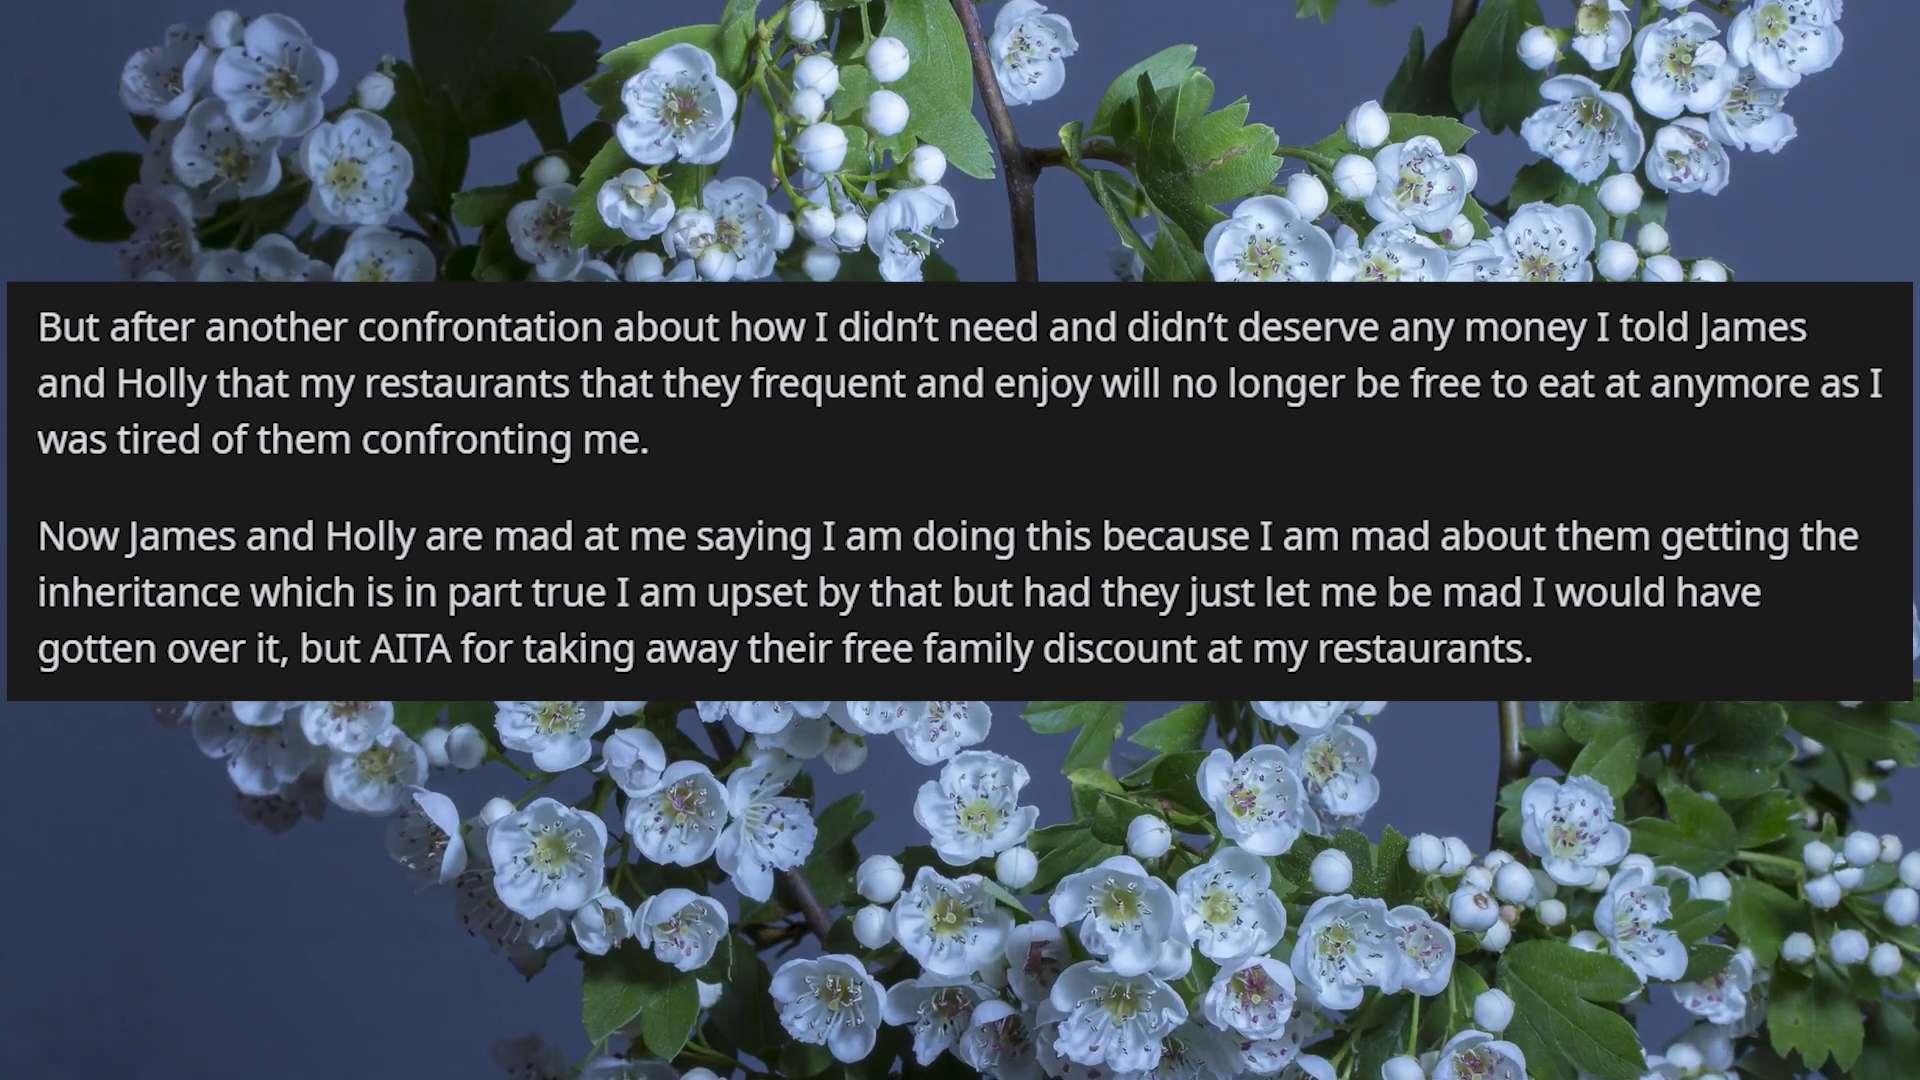 But after another confrontation about how I didn’t need and didn’t deserve any money I told James
and Holly that my restaurants that they frequent and enjoy will no longer be free to eat at anymore as I
was tired of them confronting me.
Now James and Holly are mad at me saying I am doing this because I am mad about them getting the
inheritance which is in part true I am upset by that but had they just let me be mad I would have
gotten over it, but AITA for taking away their free family discount at my restaurants.